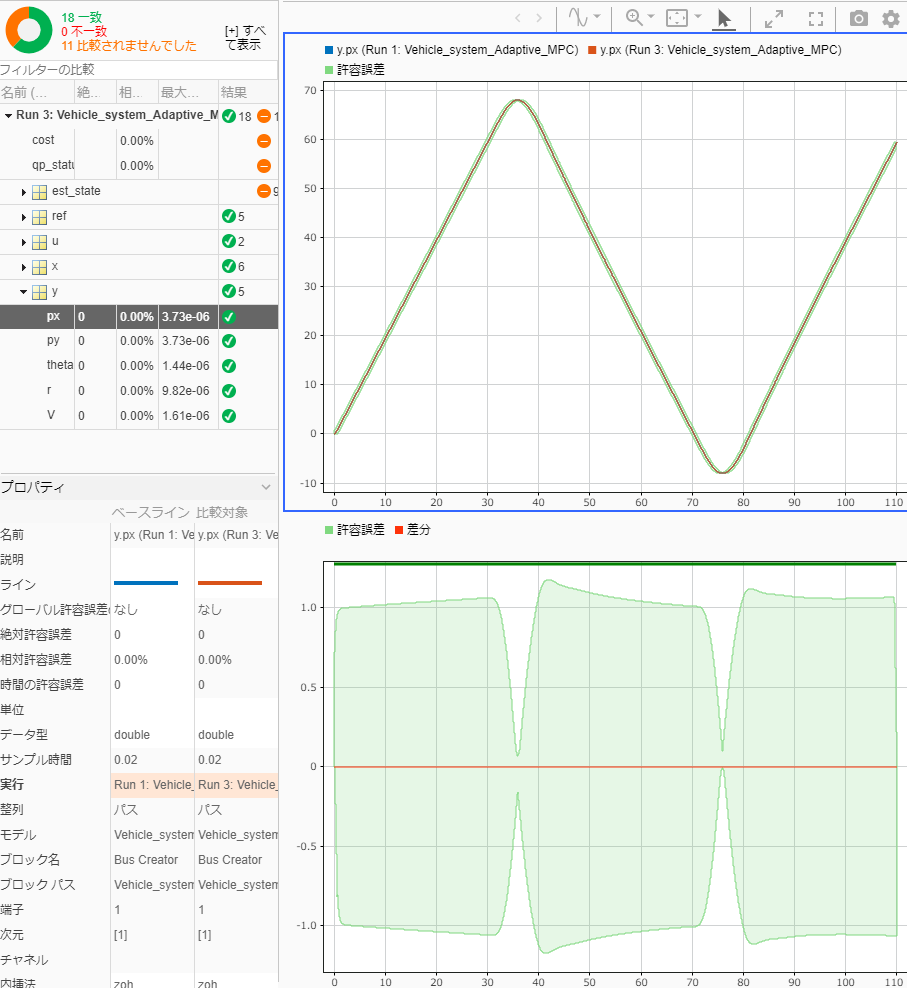 18 一致
0 不一致
11 比較されませんでした
[+] すべ
て表示
フィルターの比較
名前 (... 絶... 相... 最大... 結果
Run 3: Vehicle_system_Adaptive_M 18 1
cost 0.00%
qp_statu 0.00%
est_state 9
ref 5
u 2
x 6
y 5
px 0 0.00% 3.73e-06
py 0 0.00% 3.73e-06
theta 0 0.00% 1.44e-06
r 0 0.00% 9.82e-06
V 0 0.00% 1.61e-06
プロパティ
ベースライン 比較対象
名前 y.px (Run 1: Ve y.px (Run 3: Ve
説明
ライン
グローバル許容誤差 なし なし
絶対許容誤差 0 0
相対許容誤差 0.00% 0.00%
時間の許容誤差 0 0
単位
データ型 double double
サンプル時間 0.02 0.02
実行 Run 1: Vehicle_ Run 3: Vehicle_
整列 パス パス
モデル Vehicle_system Vehicle_system
ブロック名 Bus Creator Bus Creator
ブロック パス Vehicle_system Vehicle_system
端子 1 1
次元 [1] [1]
チャネル
内挿法 zoh zoh
y.px (Run 1: Vehicle_system_Adaptive_MPC) y.px (Run 3: Vehicle_system_Adaptive_MPC)
許容誤差
70
60
50
40
30
20
10
0
-10
0 10 20 30 40 50 60 70 80 90 100 110
許容誤差 差分
1.0
0.5
0
-0.5
-1.0
0 10 20 30 40 50 60 70 80 90 100 110